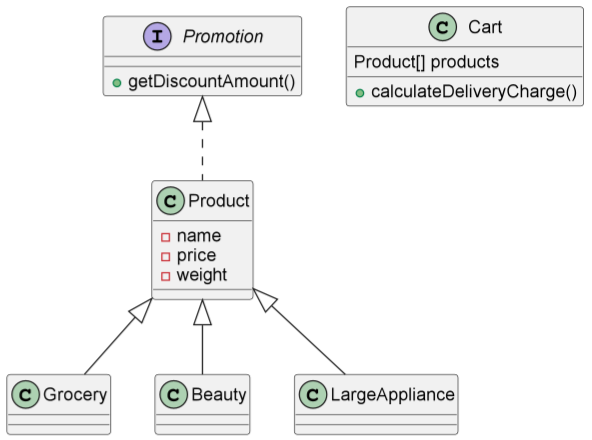 I Promotion
getDiscountAmount()
C Cart
Product[] products
calculateDeliveryCharge()
C Product
name
price
weight
C Grocery
C Beauty
C LargeAppliance